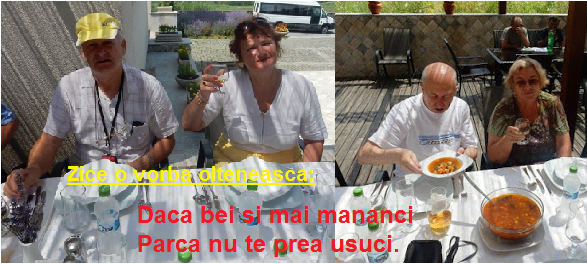 Zice o vorba olteneasca:
Daca bei si mai mananci
Parca nu te prea usuci.